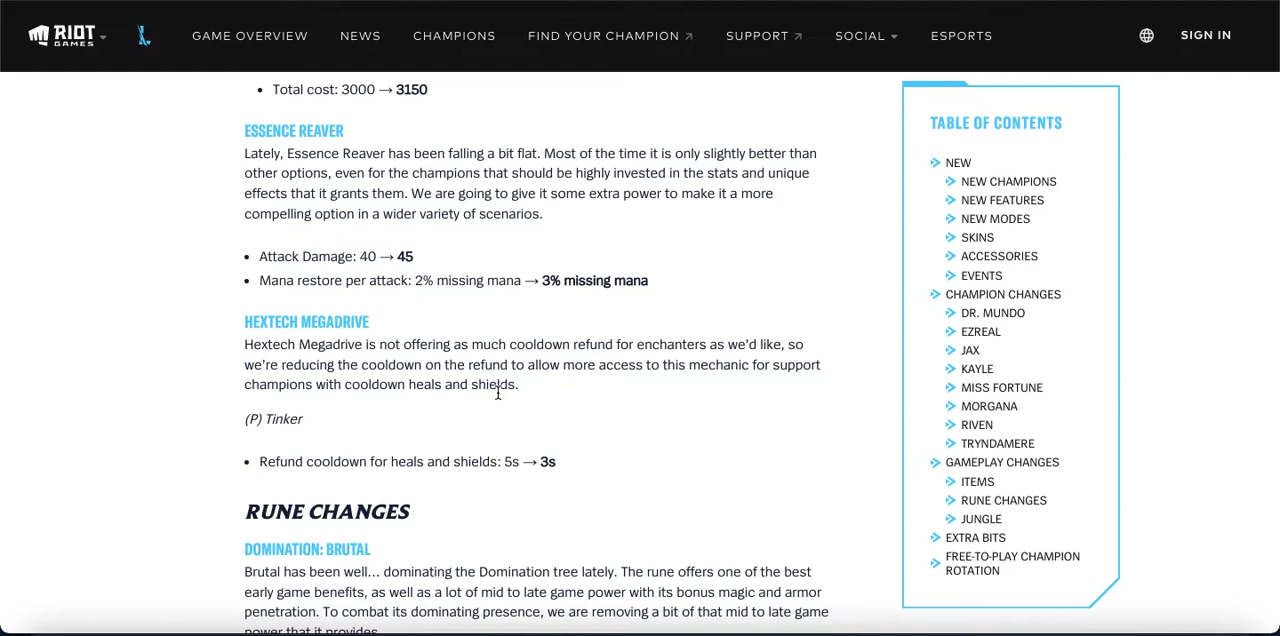 RIOT GAMES
GAME OVERVIEW
NEWS
CHAMPIONS
FIND YOUR CHAMPION
SUPPORT
SOCIAL
ESPORTS
SIGN IN
• Total cost: 3000 → 3150
ESSENCE REAVER
Lately, Essence Reaver has been falling a bit flat. Most of the time it is only slightly better than
other options, even for the champions that should be highly invested in the stats and unique
effects that it grants them. We are going to give it some extra power to make it a more
compelling option in a wider variety of scenarios.
• Attack Damage: 40 → 45
• Mana restore per attack: 2% missing mana → 3% missing mana
HEXTECH MEGADRIVE
Hextech Megadrive is not offering as much cooldown refund for enchanters as we'd like, so
we're reducing the cooldown on the refund to allow more access to this mechanic for support
champions with cooldown heals and shields.
(P) Tinker
• Refund cooldown for heals and shields: 5s → 3s
RUNE CHANGES
DOMINATION: BRUTAL
Brutal has been well... dominating the Domination tree lately. The rune offers one of the best
early game benefits, as well as a lot of mid to late game power with its bonus magic and armor
penetration. To combat its dominating presence, we are removing a bit of that mid to late game
power that it provides.
TABLE OF CONTENTS
NEW
NEW CHAMPIONS
NEW FEATURES
NEW MODES
SKINS
ACCESSORIES
EVENTS
CHAMPION CHANGES
DR. MUNDO
EZREAL
JAX
KAYLE
MISS FORTUNE
MORGANA
RIVEN
TRYNDAMERE
GAMEPLAY CHANGES
ITEMS
RUNE CHANGES
JUNGLE
EXTRA BITS
FREE-TO-PLAY CHAMPION
ROTATION